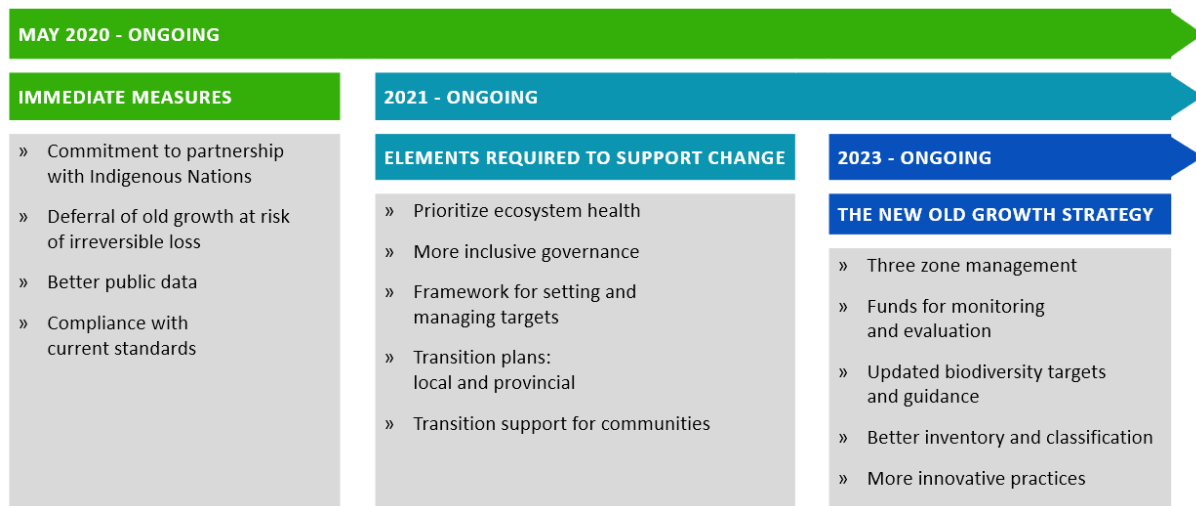 MAY 2020 - ONGOING
IMMEDIATE MEASURES
» Commitment to partnership
with Indigenous Nations
» Deferral of old growth at risk
of irreversible loss
» Better public data
» Compliance with
current standards
2021 - ONGOING
ELEMENTS REQUIRED TO SUPPORT CHANGE
» Prioritize ecosystem health
» More inclusive governance
» Framework for setting and
managing targets
» Transition plans:
local and provincial
» Transition support for communities
2023 - ONGOING
THE NEW OLD GROWTH STRATEGY
» Three zone management
» Funds for monitoring
and evaluation
» Updated biodiversity targets
and guidance
» Better inventory and classification
» More innovative practices